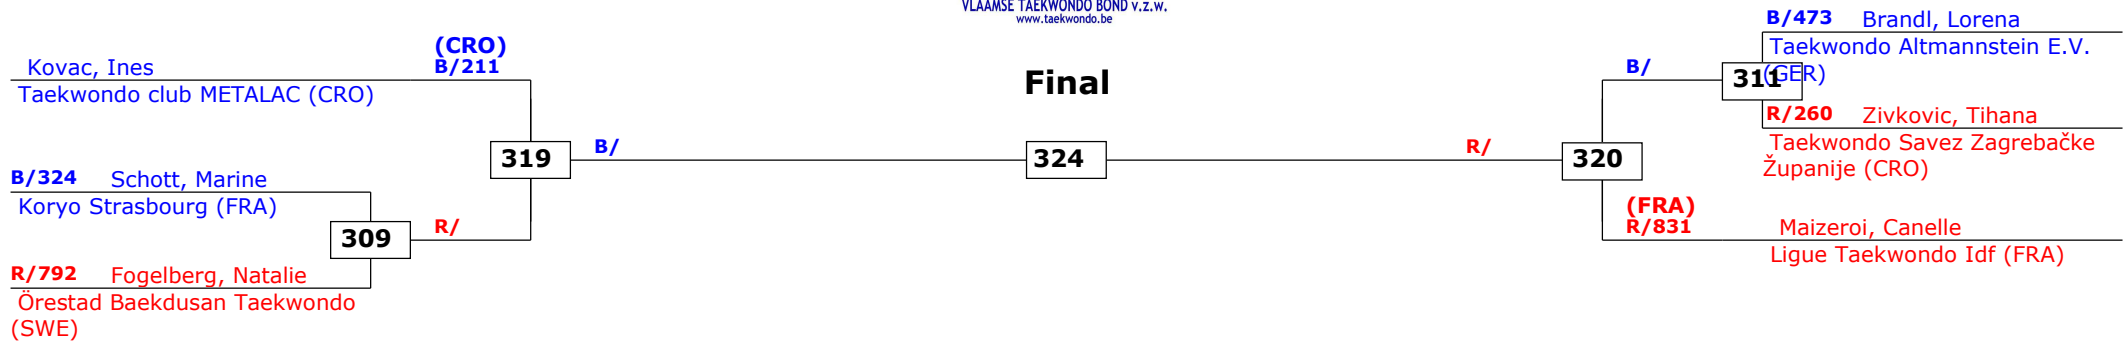 VLAAMSE TAEKWONDO BOND v.z.w.
www.taekwondo.be
Final
Kovac, Ines
(CRO)
B/211
Taekwondo club METALAC (CRO)
319
B/
B/324 Schott, Marine
Koryo Strasbourg (FRA)
309
R/
R/792 Fogelberg, Natalie
Örestad Baekdusan Taekwondo
(SWE)
324
R/
320
B/
B/473 Brandl, Lorena
Taekwondo Altmannstein E.V.
(GER)
311
R/260 Zivkovic, Tihana
Taekwondo Savez Zagrebačke
Županije (CRO)
(FRA)
R/831 Maizeroi, Canelle
Ligue Taekwondo Idf (FRA)